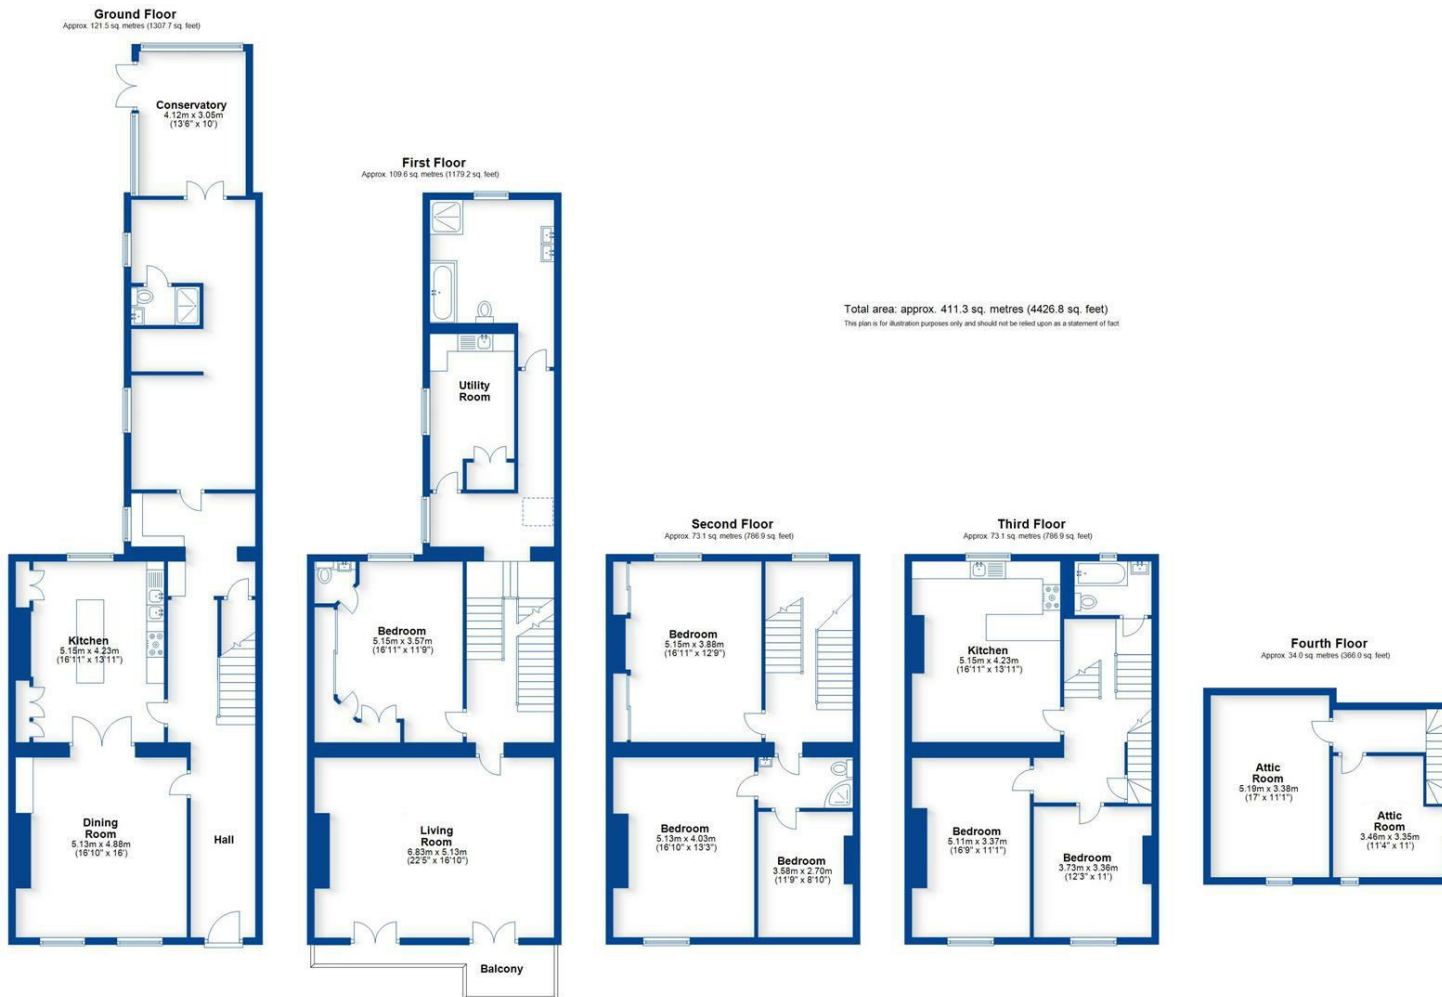 Ground Floor
Approx. 121.5 sq. metres (1307.7 sq. feet)
Conservatory
4.12m x 3.05m
(13'6" x 10')
Kitchen
5.15m x 4.23m
(16'11" x 13'11")
Dining
Room
5.13m x 4.88m
(16'10" x 16')
Hall
First Floor
Approx. 109.6 sq. metres (1179.2 sq. feet)
Utility
Room
Bedroom
5.15m x 3.57m
(16'11" x 11'9")
Living
Room
6.83m x 5.13m
(22'5" x 16'10")
Balcony
Total area: approx. 411.3 sq. metres (4426.8 sq. feet)
This plan is for illustration purposes only and should not be relied upon as a statement of fact
Second Floor
Approx. 73.1 sq. metres (786.9 sq. feet)
Bedroom
5.15m x 3.88m
(16'11" x 12'9")
Bedroom
5.13m x 4.03m
(16'10" x 13'3")
Bedroom
3.58m x 2.70m
(11'9" x 8'10")
Third Floor
Approx. 73.1 sq. metres (786.9 sq. feet)
Kitchen
5.15m x 4.23m
(16'11" x 13'11")
Bedroom
5.11m x 3.37m
(16'9" x 11'1")
Bedroom
3.73m x 3.36m
(12'3" x 11')
Fourth Floor
Approx. 34.0 sq. metres (366.0 sq. feet)
Attic
Room
5.19m x 3.38m
(17' x 11'1")
Attic
Room
3.46m x 3.35m
(11'4" x 11')